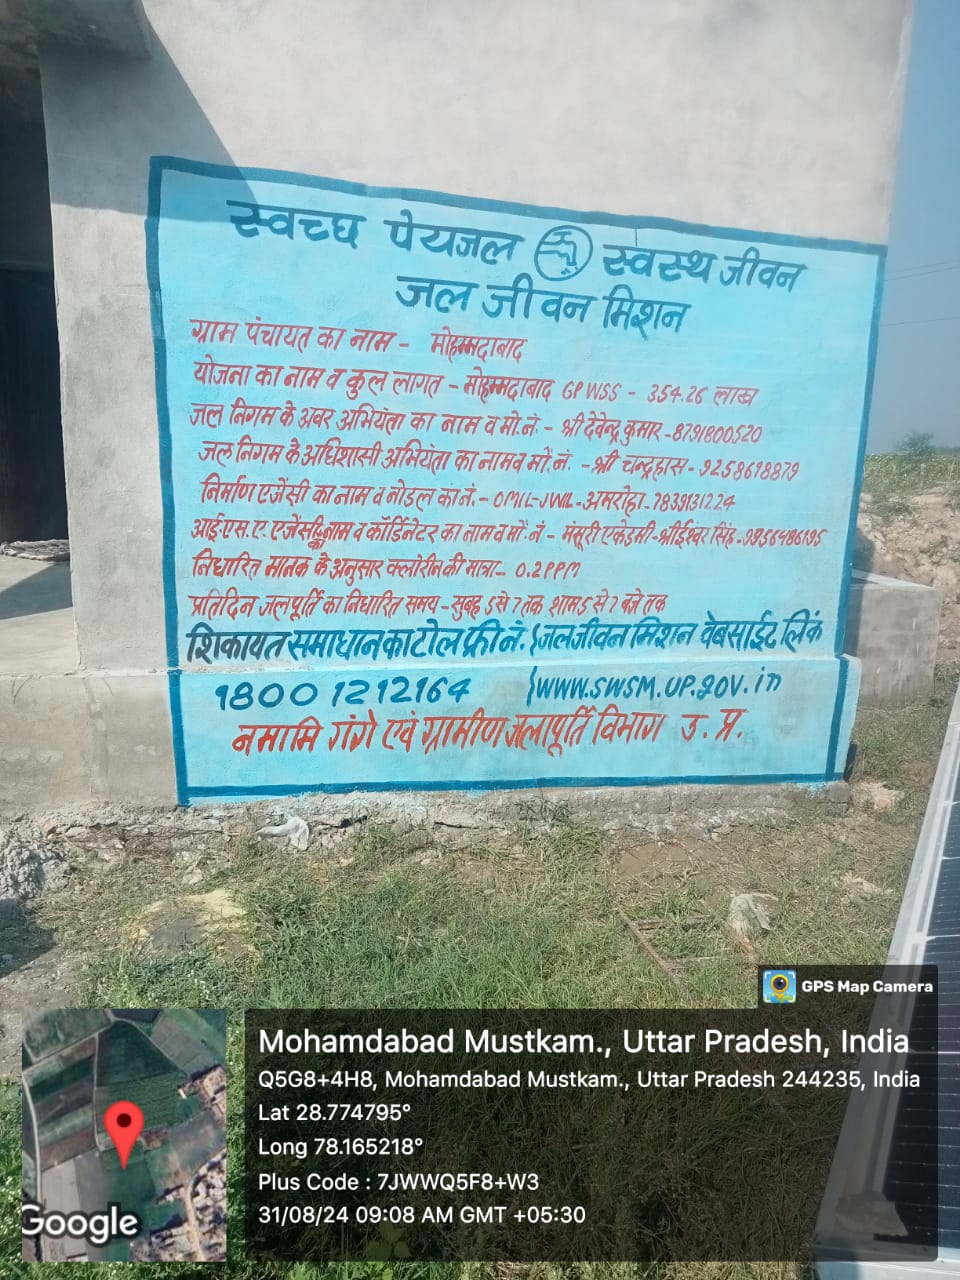 स्वच्छ पेयजल स्वस्थ जीवन
जल जीवन मिशन
ग्राम पंचायत का नाम - मोहम्मदाबाद
योजना का नाम व कुल लागत - मोहम्मदाबाद GPWSS - 354.26 लाख
जल निगम के अवर अभियंता का नाम व मो.नं. - श्री देवेन्द्र कुमार - 8791800520
जल निगम के अधिशासी अभियंता का नाम व मो.नं. - श्री चन्द्रहास - 9258618879
निर्माण एजेंसी का नाम व नोडल का नं. - OMIL-JWIL - अमरोहा - 7839131224
आई.एस.ए. एजेंसी का नाम व कॉर्डिनेटर का नाम व मों.नं - मंसूरी एकेडमी - श्री ईश्वर सिंह -
निधारित मानक के अनुसार क्लोरीन की मात्रा - 0.2PPM
प्रतिदिन जलपूर्ति का निधारित समय - सुबह 5 से 7 तक शाम 5 से 7 बजे तक
शिकायत समाधान का टोल फ्री नं. } जल जीवन मिशन वेबसाईट लिंक
1800 1212164 } WWW.SWSM.UP.gov.in
नमामि गंगे एवं ग्रामीण जलापूर्ति विभाग उ. प्र.
GPS Map Camera
Mohamdabad Mustkam., Uttar Pradesh, India
Q5G8+4H8, Mohamdabad Mustkam., Uttar Pradesh 244235, India
Lat 28.774795°
Long 78.165218°
Plus Code : 7JWWQ5F8+W3
31/08/24 09:08 AM GMT +05:30
Google